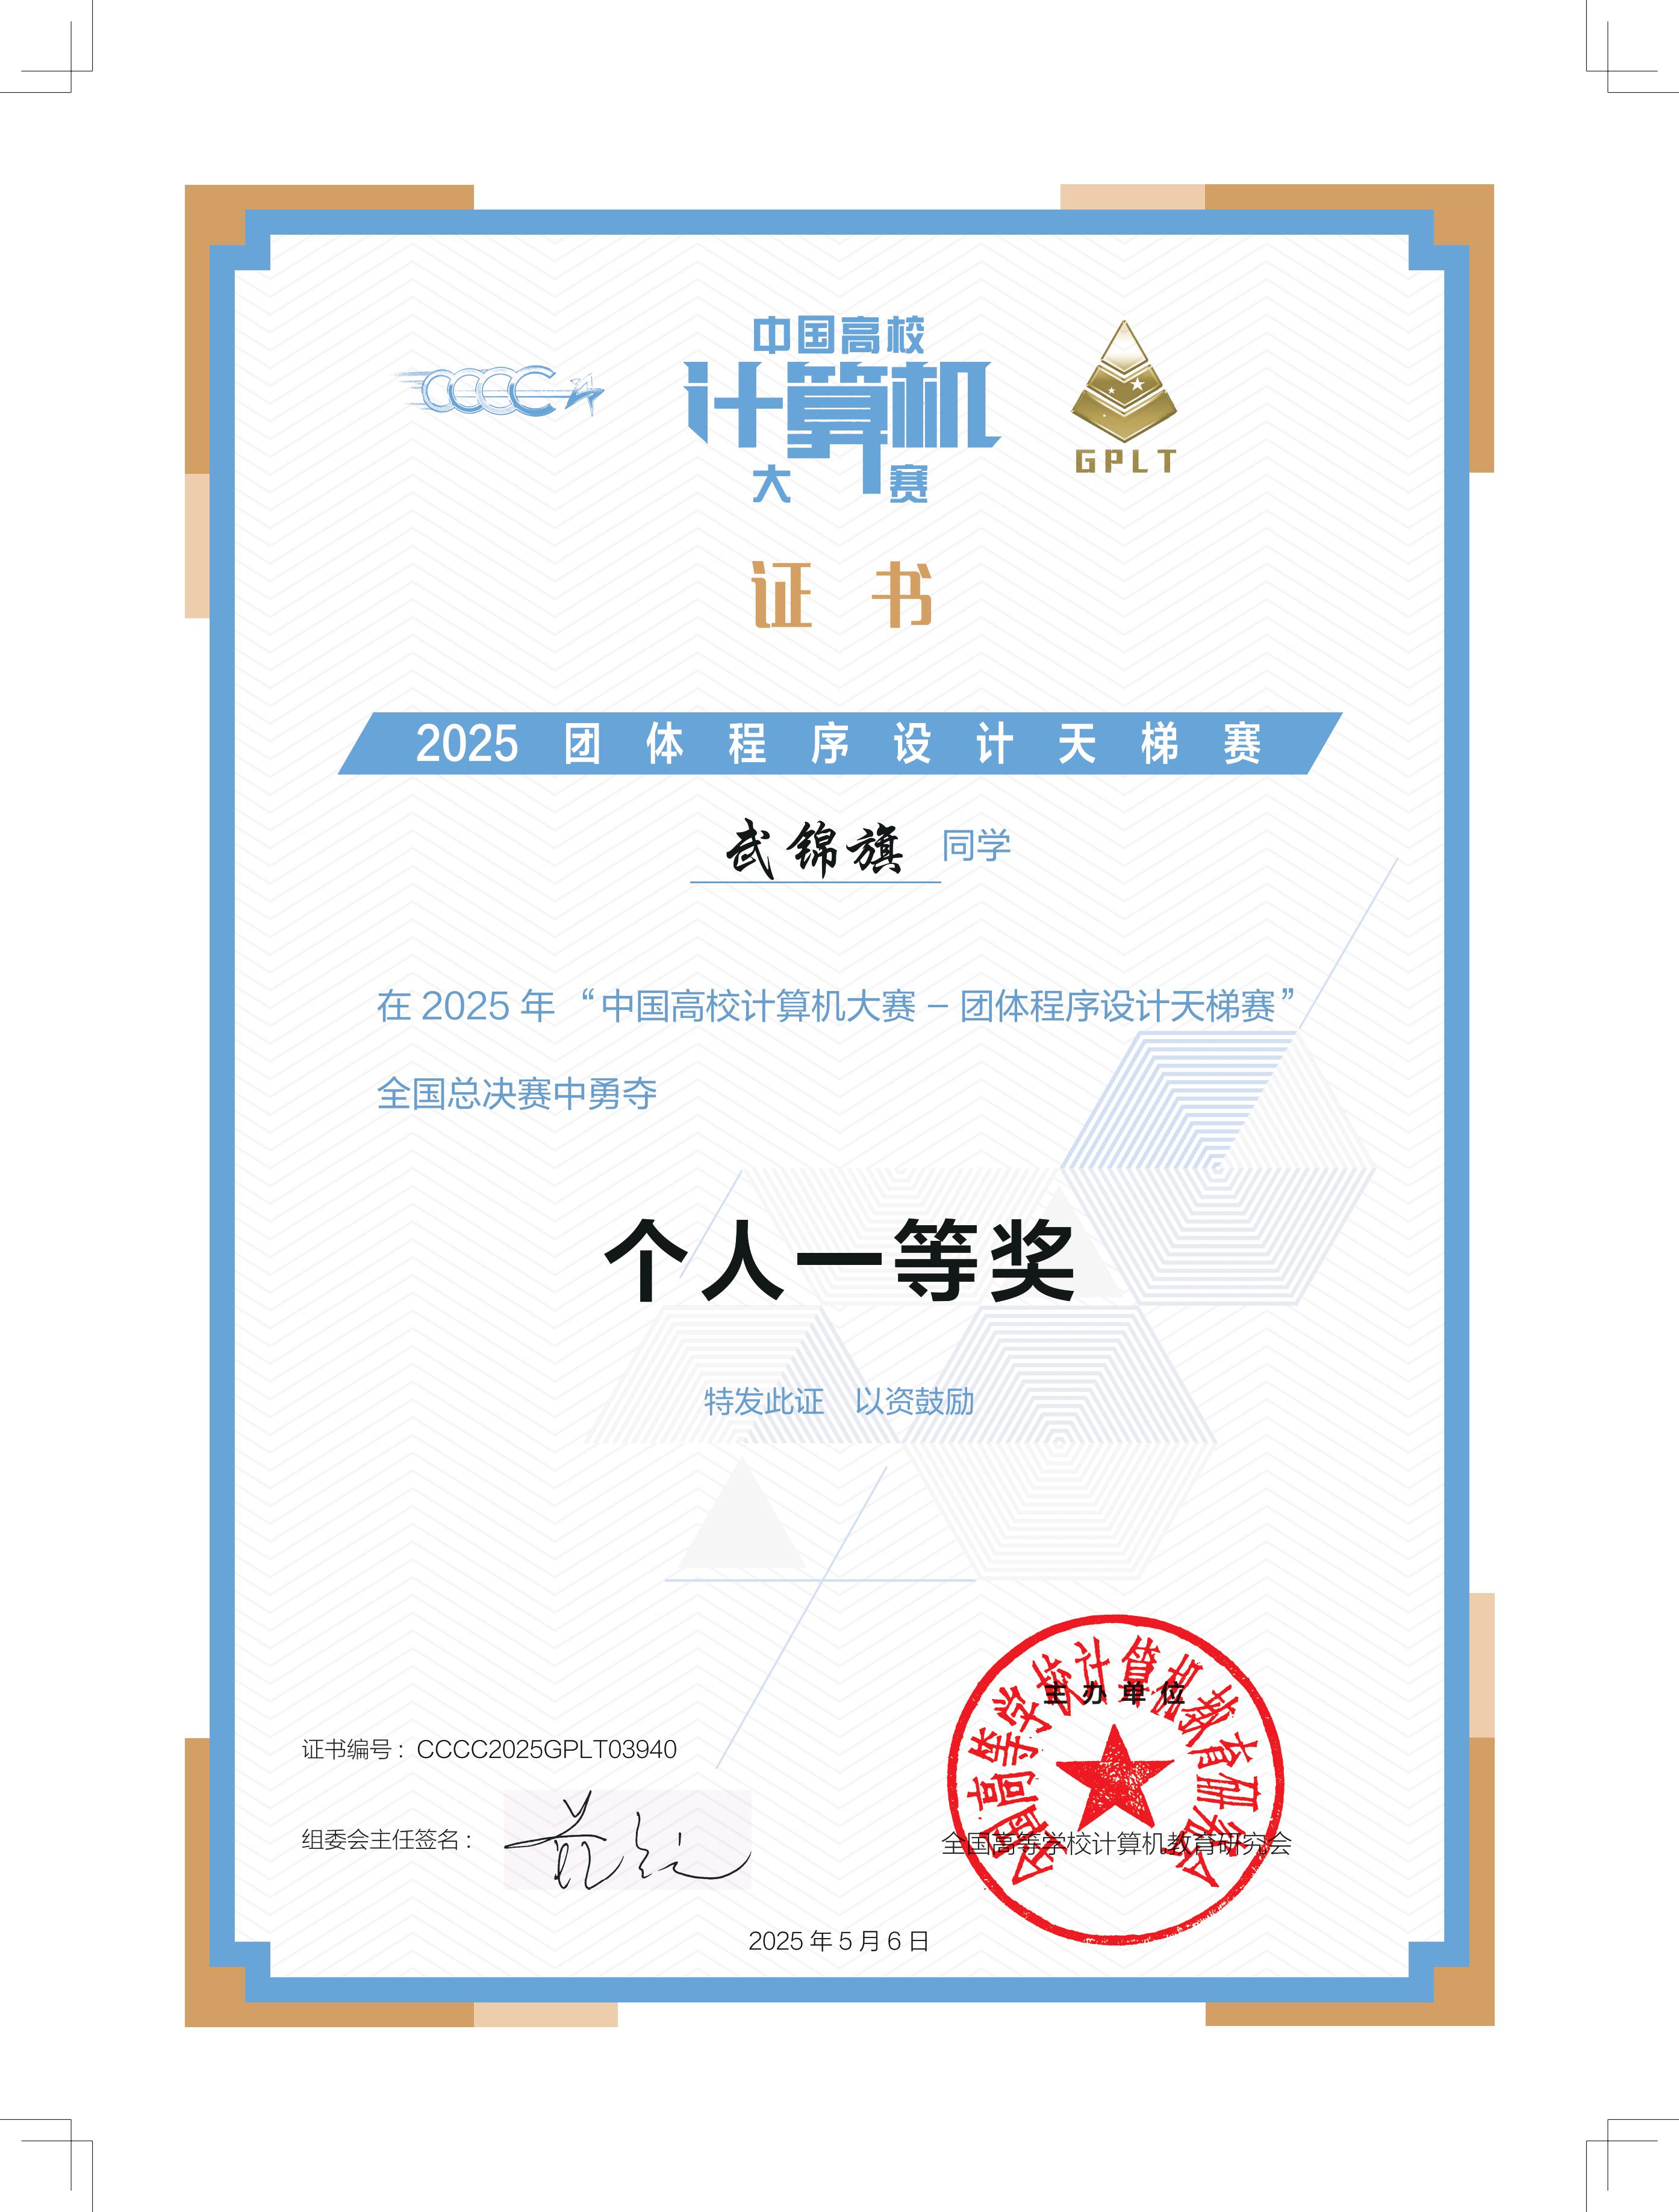 中国高校
计算机
大赛
CCCC
GPLT
证书
2025 团体程序设计天梯赛
武锦旗 同学
在 2025 年 “中国高校计算机大赛 – 团体程序设计天梯赛”
全国总决赛中勇夺
个人一等奖
特发此证 以资鼓励
主办单位
全国高等学校计算机教育研究会
证书编号：CCCC2025GPLT03940
组委会主任签名：
全国高等学校计算机教育研究会
2025 年 5 月 6 日